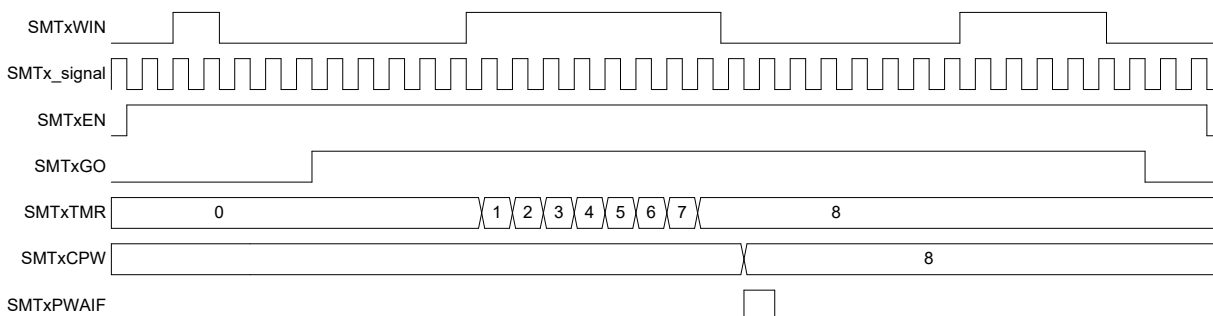 SMTxWIN
SMTx_signal
SMTxEN
SMTxGO
SMTxTMR 0 1 2 3 4 5 6 7 8
SMTxCPW 8
SMTxPWAIF